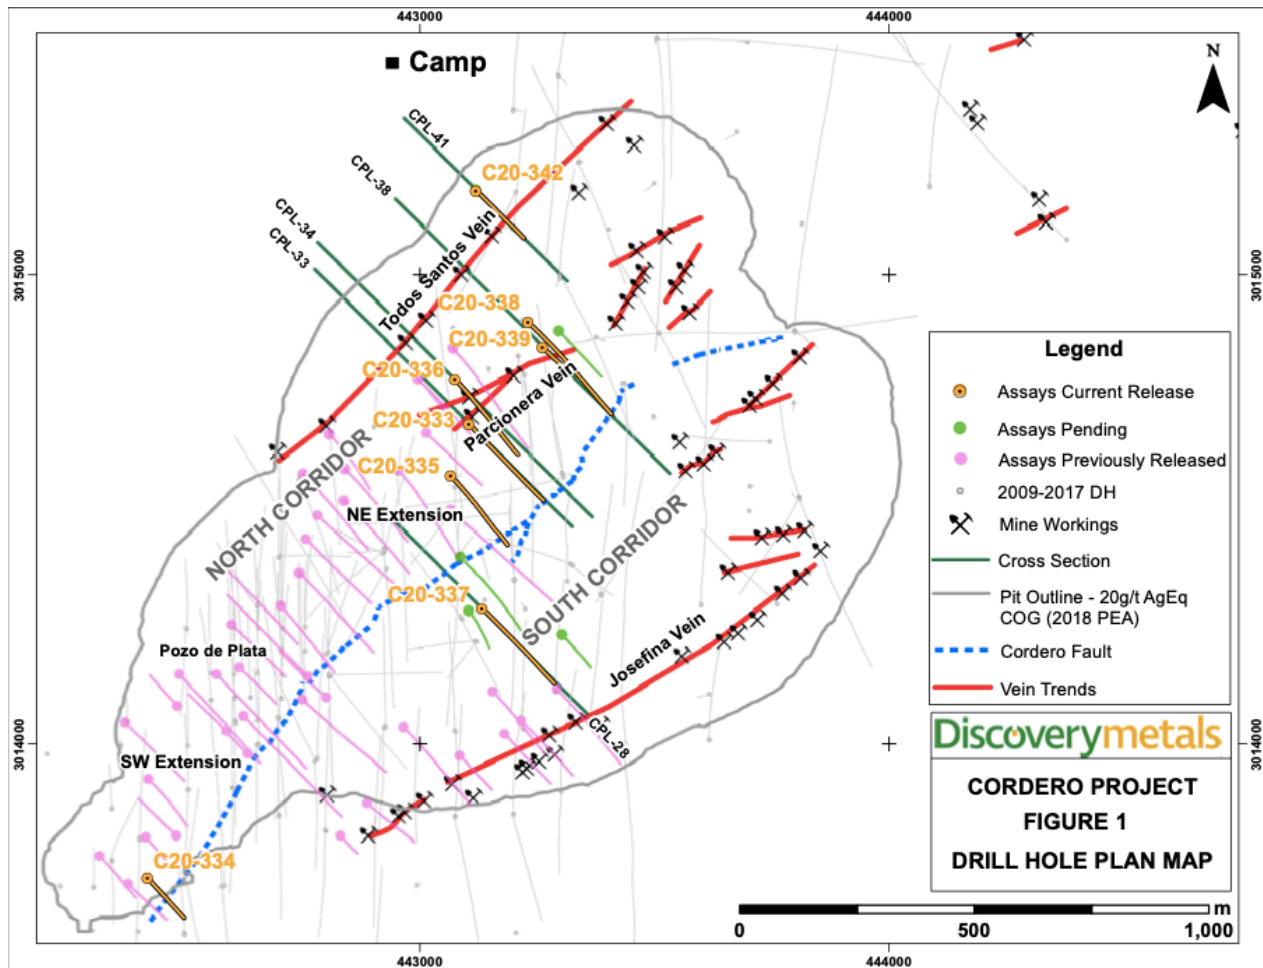 443000
444000
N
Camp
CPL-41
CPL-38
CPL-34
CPL-33
C20-342
Todos Santos Vein
3015000
3015000
C20-338
C20-339
C20-336
C20-333
Parcionera Vein
C20-335
NORTH CORRIDOR
NE Extension
SOUTH CORRIDOR
C20-337
Josefina Vein
Pozo de Plata
CPL-28
3014000
3014000
SW Extension
C20-334
Legend
Assays Current Release
Assays Pending
Assays Previously Released
2009-2017 DH
Mine Workings
Cross Section
Pit Outline - 20g/t AgEq
COG (2018 PEA)
Cordero Fault
Vein Trends
Discoverymetals
CORDERO PROJECT
FIGURE 1
DRILL HOLE PLAN MAP
m
0 500 1,000
443000
444000